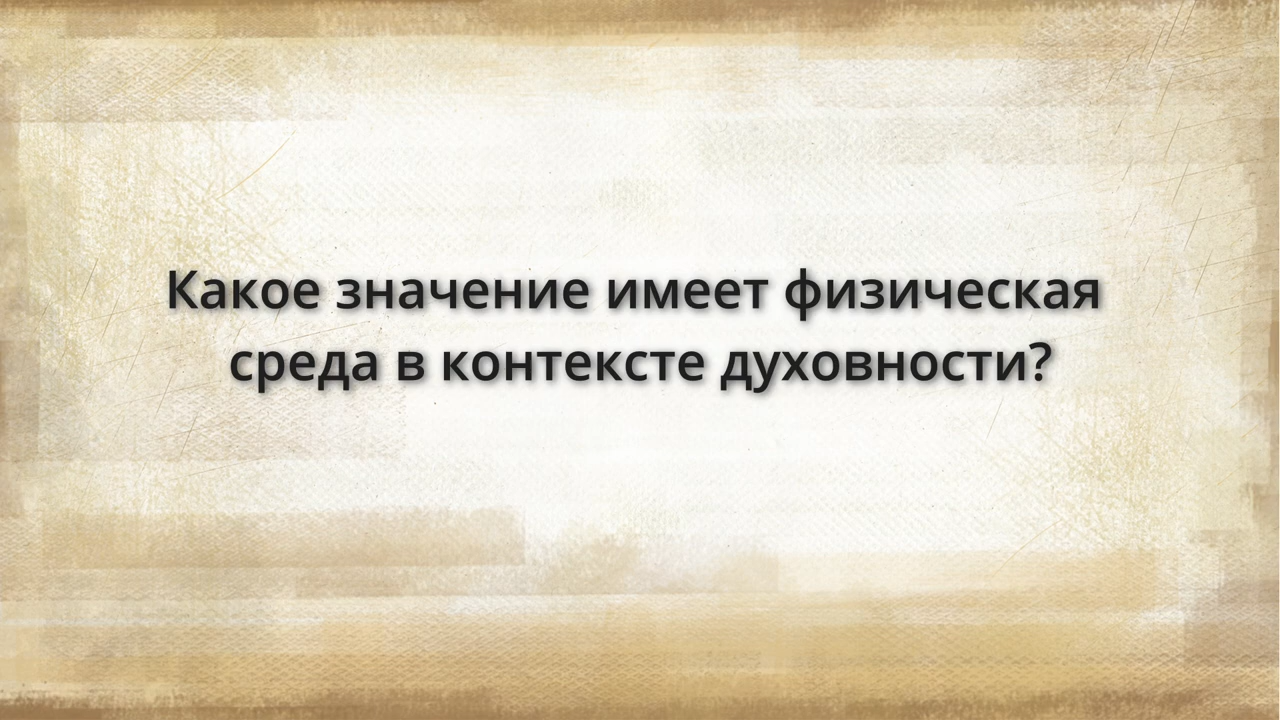 Какое значение имеет физическая
среда в контексте духовности?